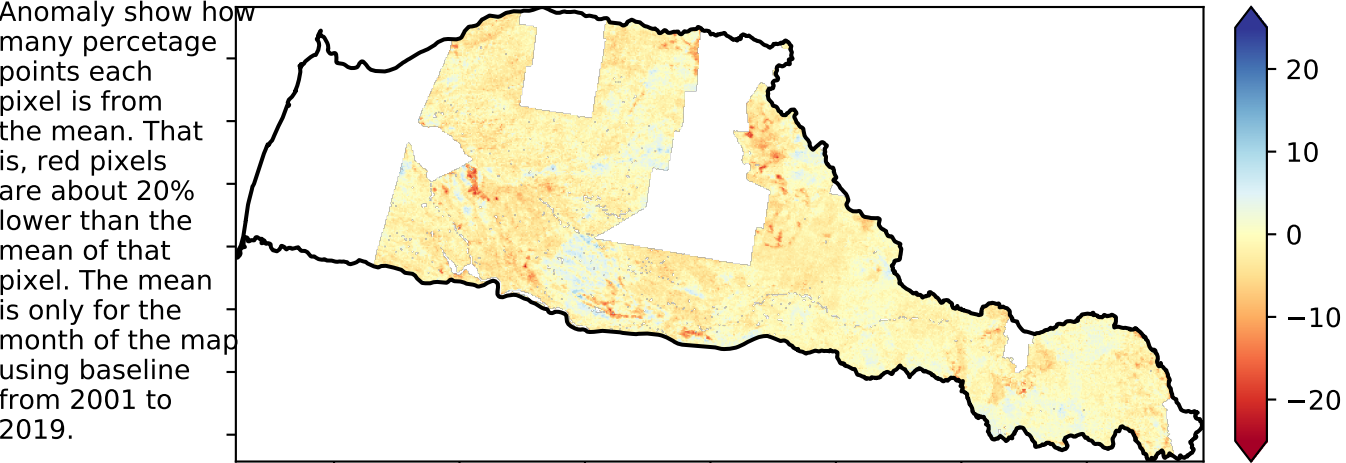 Anomaly show how
many percetage
points each
pixel is from
the mean. That
is, red pixels
are about 20%
lower than the
mean of that
pixel. The mean
is only for the
month of the map
using baseline
from 2001 to
2019.
20
10
0
−10
−20